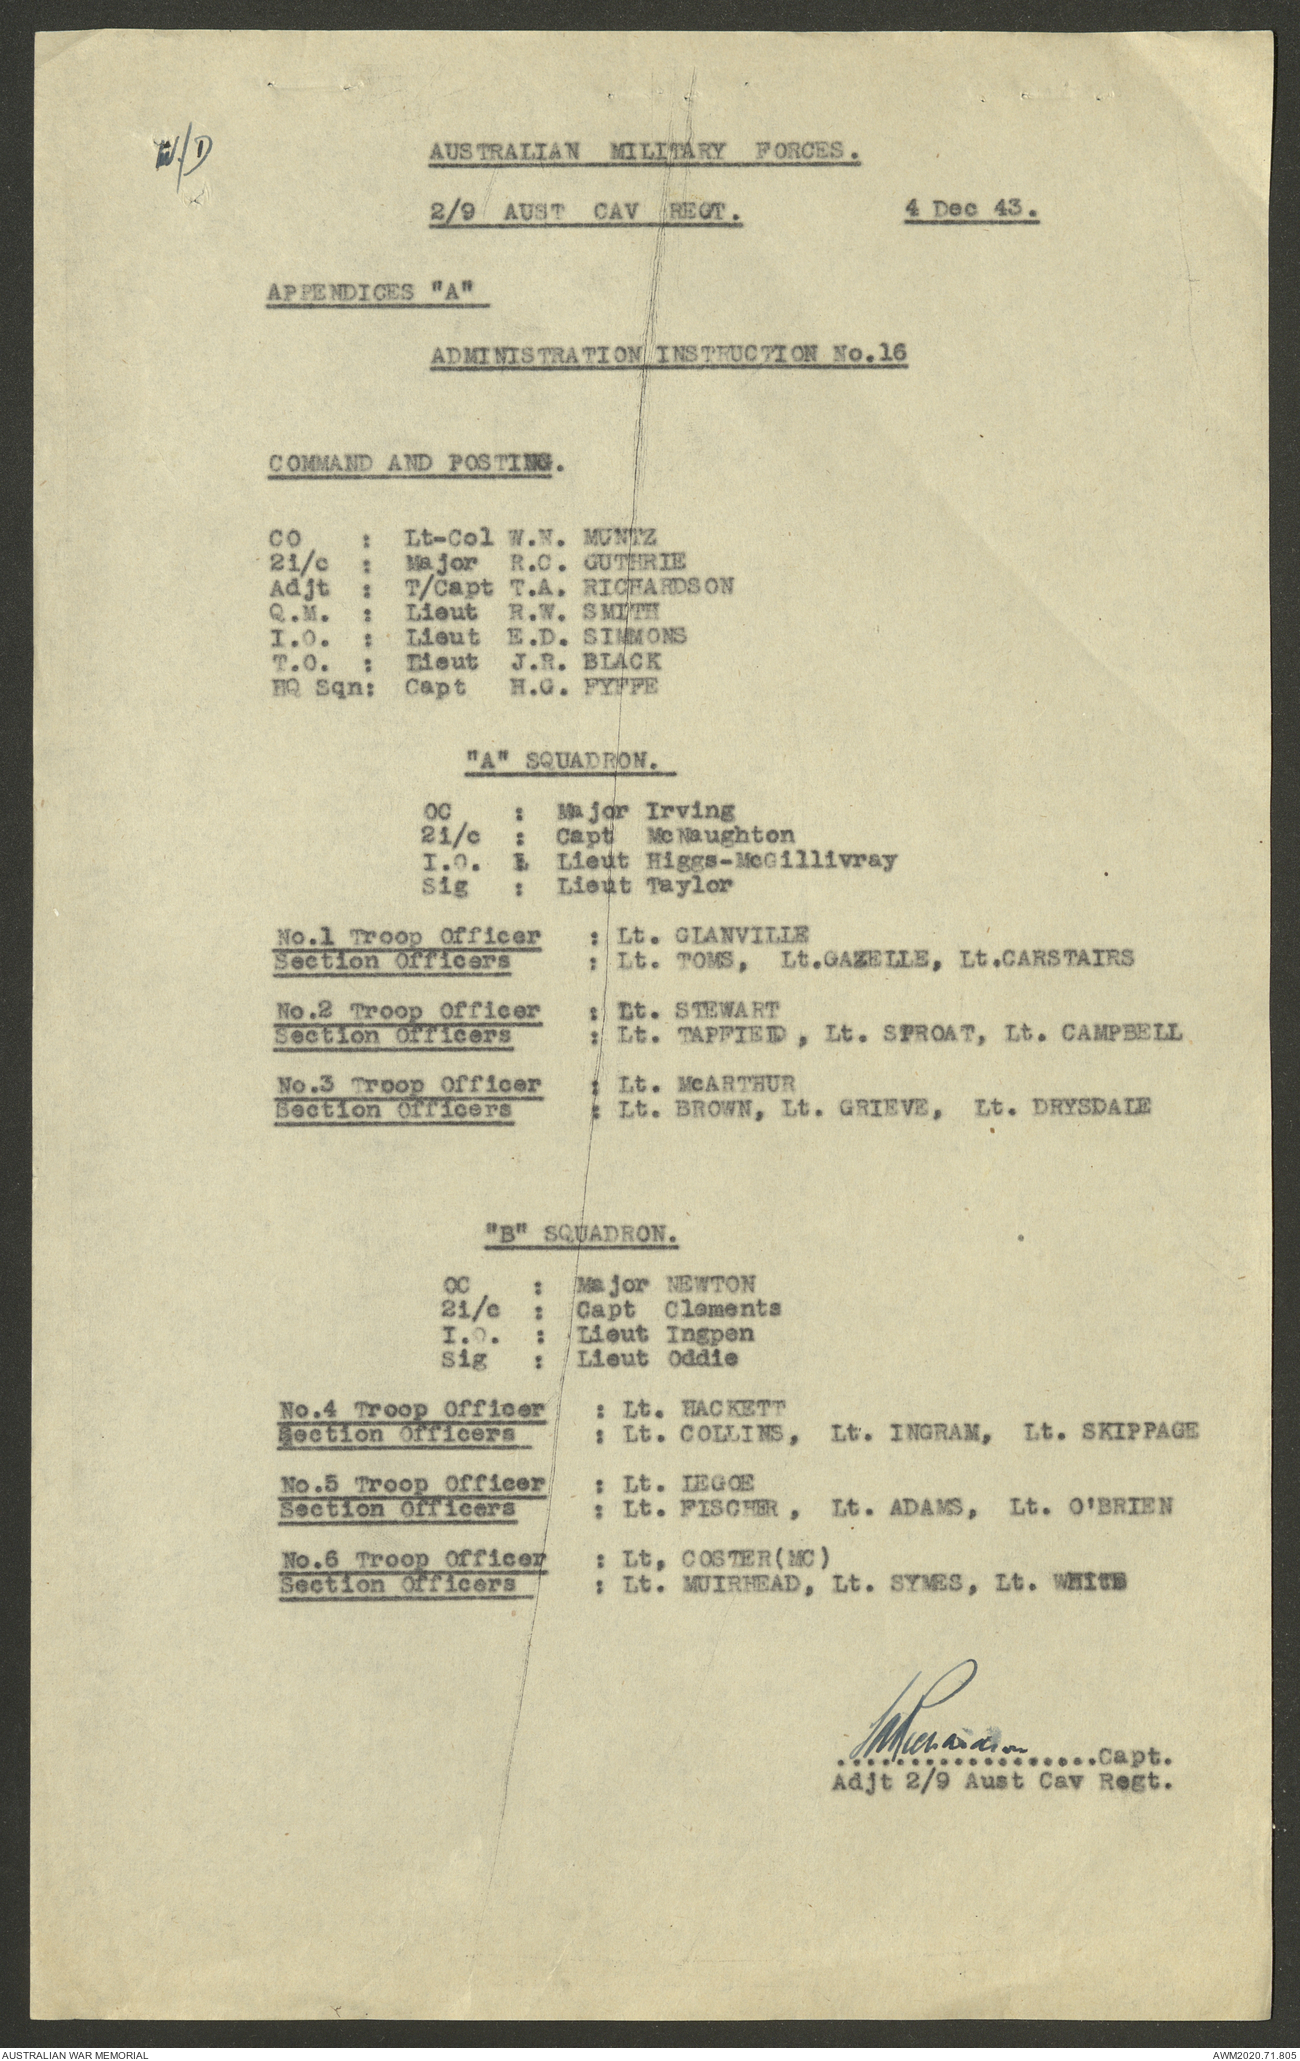 W/D
AUSTRALIAN MILITARY FORCES.
2/9 AUST CAV REGT. 4 Dec 43.
APPENDICES "A"
ADMINISTRATION INSTRUCTION No.16
COMMAND AND POSTING.
CO : Lt-Col W.N. MUNTZ
2i/c : Major R.C. GUTHRIE
Adjt : T/Capt T.A. RICHARDSON
Q.M. : Lieut R.W. SMITH
I.O. : Lieut E.D. SIMMONS
T.O. : Lieut J.R. BLACK
HQ Sqn: Capt H.G. FYFFE
"A" SQUADRON.
OC : Major Irving
2i/c : Capt McNaughton
I.O. : Lieut Higgs-McGillivray
Sig : Lieut Taylor
No.1 Troop Officer : Lt. GLANVILLE
Section Officers : Lt. TOMS, Lt.GAZELLE, Lt.CARSTAIRS
No.2 Troop Officer : Lt. STEWART
Section Officers : Lt. TAPFIELD, Lt. SPROAT, Lt. CAMPBELL
No.3 Troop Officer : Lt. McARTHUR
Section Officers : Lt. BROWN, Lt. GRIEVE, Lt. DRYSDALE
"B" SQUADRON.
OC : Major NEWTON
2i/c : Capt Clements
I.O. : Lieut Ingpen
Sig : Lieut Oddie
No.4 Troop Officer : Lt. HACKETT
Section Officers : Lt. COLLINS, Lt. INGRAM, Lt. SKIPPAGE
No.5 Troop Officer : Lt. LEGOE
Section Officers : Lt. FISCHER, Lt. ADAMS, Lt. O'BRIEN
No.6 Troop Officer : Lt, COSTER(MC)
Section Officers : Lt. MUIRHEAD, Lt. SYMES, Lt. WHITE
TARichardson
..................Capt.
Adjt 2/9 Aust Cav Regt.
AUSTRALIAN WAR MEMORIAL AWM2020.71.805